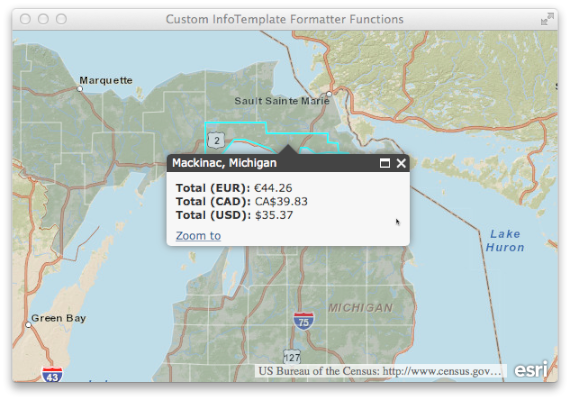 Custom InfoTemplate Formatter Functions
Marquette
Sault Sainte Marie
2
Mackinac, Michigan
Total (EUR): €44.26
Total (CAD): CA$39.83
Total (USD): $35.37
Zoom to
Lake
Huron
MICHIGAN
Green Bay
75
127
43
US Bureau of the Census: http://www.census.gov…
esri